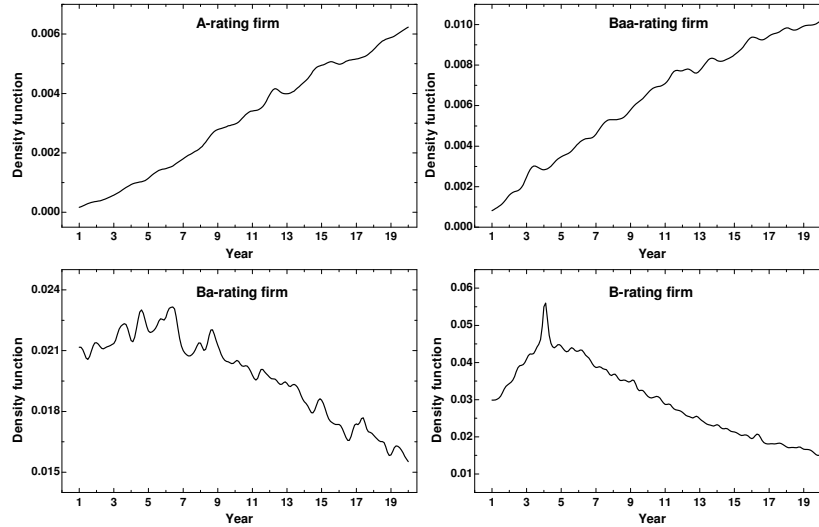 A-rating firm
Density function
0.006
0.004
0.002
0.000
1 3 5 7 9 11 13 15 17 19
Year
Baa-rating firm
Density function
0.010
0.008
0.006
0.004
0.002
0.000
1 3 5 7 9 11 13 15 17 19
Year
Ba-rating firm
Density function
0.024
0.021
0.018
0.015
1 3 5 7 9 11 13 15 17 19
Year
B-rating firm
Density function
0.06
0.05
0.04
0.03
0.02
0.01
1 3 5 7 9 11 13 15 17 19
Year